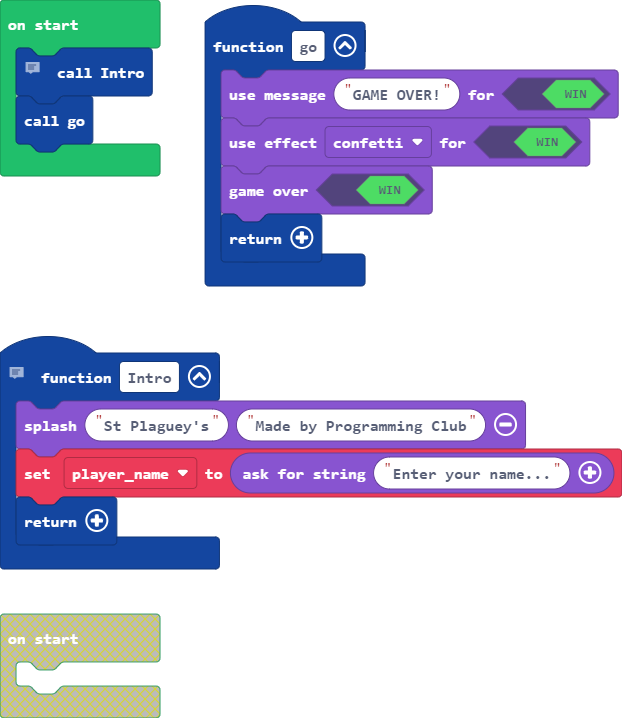 on start
call Intro
call go
function go
use message "GAME OVER!" for WIN
use effect confetti for WIN
game over WIN
return
function Intro
splash "St Plaguey's" "Made by Programming Club"
set player_name to ask for string "Enter your name..."
return
on start